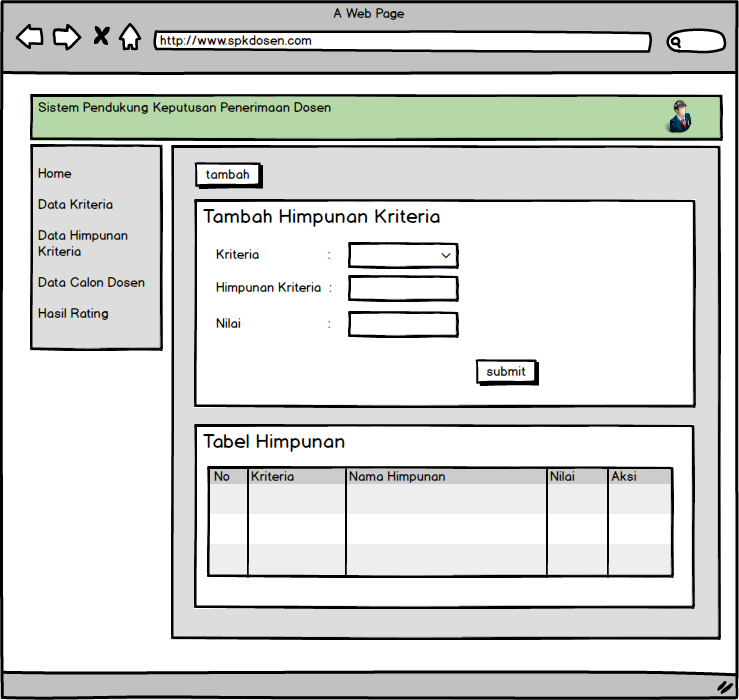 A Web Page
http://www.spkdosen.com
Sistem Pendukung Keputusan Penerimaan Dosen
Home
Data Kriteria
Data Himpunan
Kriteria
Data Calon Dosen
Hasil Rating
tambah
Tambah Himpunan Kriteria
Kriteria :
Himpunan Kriteria :
Nilai :
submit
Tabel Himpunan
No Kriteria Nama Himpunan Nilai Aksi